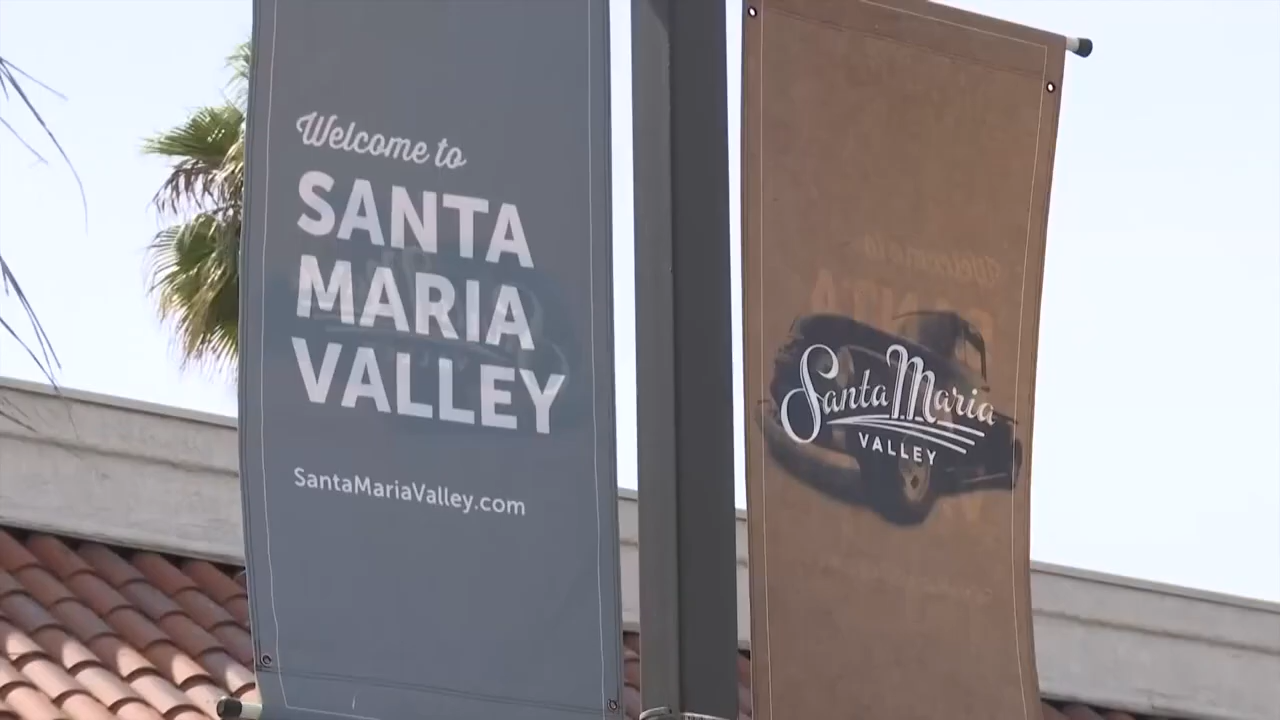 Welcome to
SANTA
MARIA
VALLEY
SantaMariaValley.com
Santa Maria
VALLEY